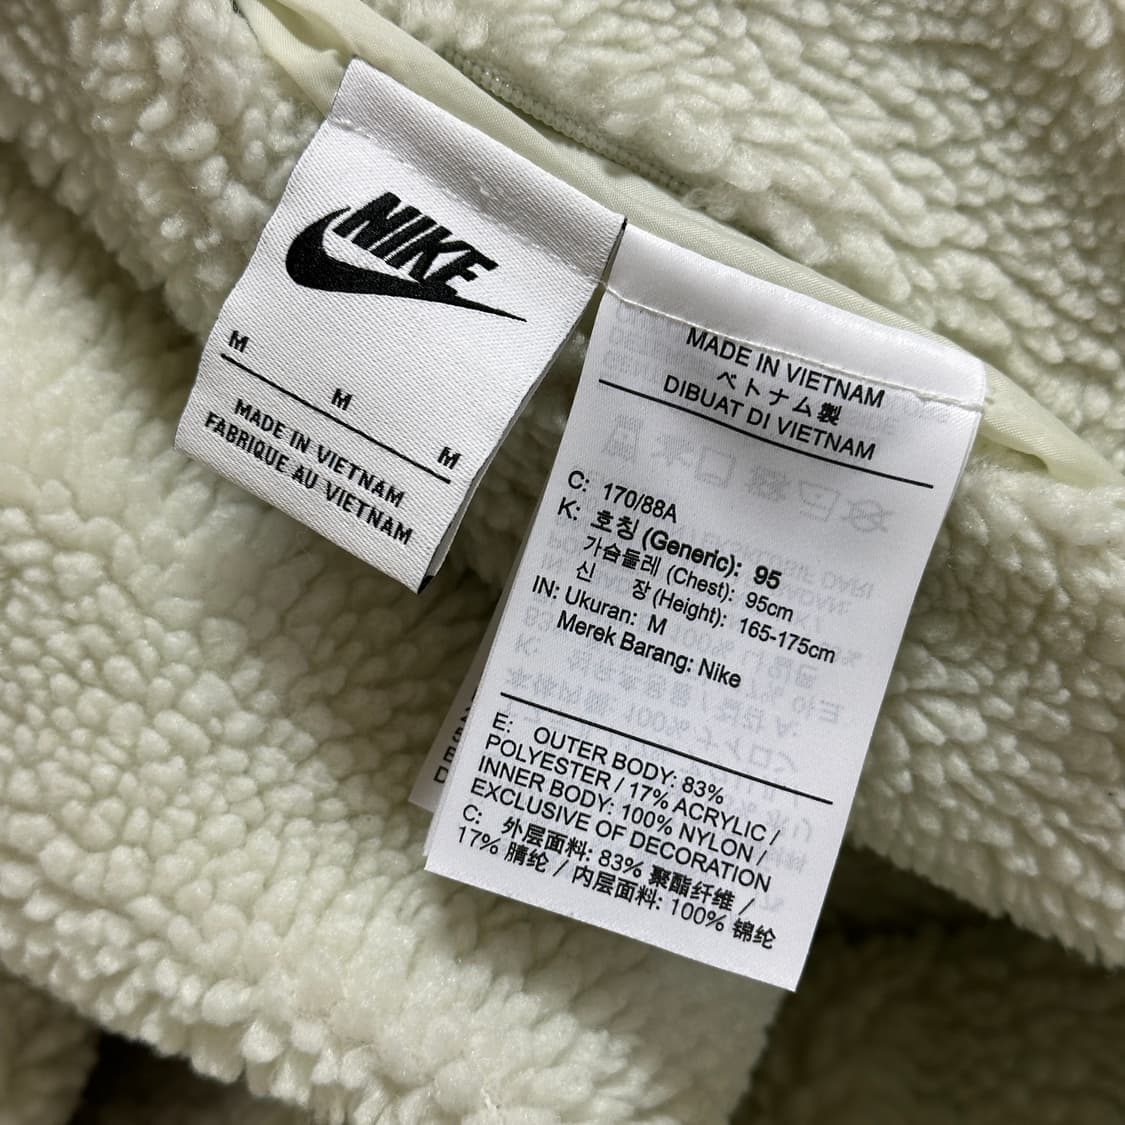 NIKE
M
M
M
MADE IN VIETNAM
FABRIQUE AU VIETNAM
MADE IN VIETNAM
ベトナム製
DIBUAT DI VIETNAM
C: 170/88A
K: 호칭 (Generic): 95
가슴둘레 (Chest): 95cm
신 장 (Height): 165-175cm
IN: Ukuran: M
Merek Barang: Nike
E: OUTER BODY: 83%
POLYESTER / 17% ACRYLIC /
INNER BODY: 100% NYLON /
EXCLUSIVE OF DECORATION
C: 外层面料: 83% 聚酯纤维 /
17% 腈纶 / 内层面料: 100% 锦纶